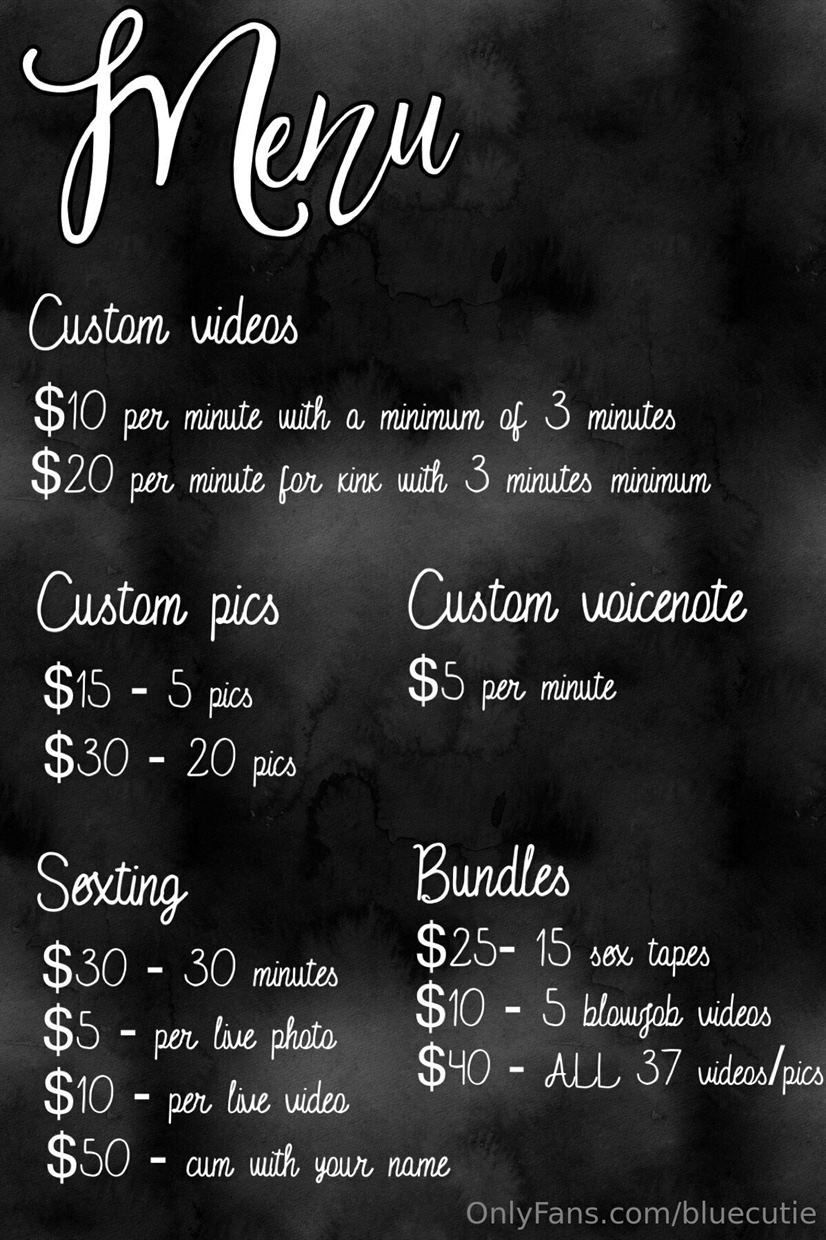 Menu
Custom videos
$10 per minute with a minimum of 3 minutes
$20 per minute for kink with 3 minutes minimum
Custom pics
$15 - 5 pics
$30 - 20 pics
Custom voicenote
$5 per minute
Sexting
$30 - 30 minutes
$5 - per live photo
$10 - per live video
$50 - cum with your name
Bundles
$25- 15 sex tapes
$10 - 5 blowjob videos
$40 - ALL 37 videos/pics
OnlyFans.com/bluecutie